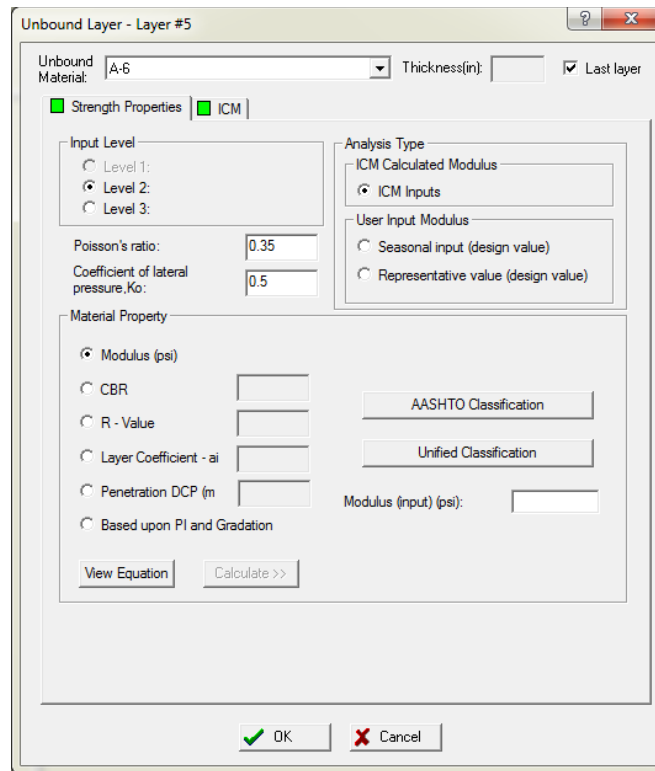 Unbound Layer - Layer #5
?
x
Unbound
Material:
A-6
Thickness(in):
Last layer
Strength Properties
ICM
Input Level
Level 1:
Level 2:
Level 3:
Poisson's ratio:
0.35
Coefficient of lateral
pressure,Ko:
0.5
Analysis Type
ICM Calculated Modulus
ICM Inputs
User Input Modulus
Seasonal input (design value)
Representative value (design value)
Material Property
Modulus (psi)
CBR
R - Value
Layer Coefficient - ai
Penetration DCP (m
Based upon PI and Gradation
AASHTO Classification
Unified Classification
Modulus (input) (psi):
View Equation
Calculate >>
OK
Cancel